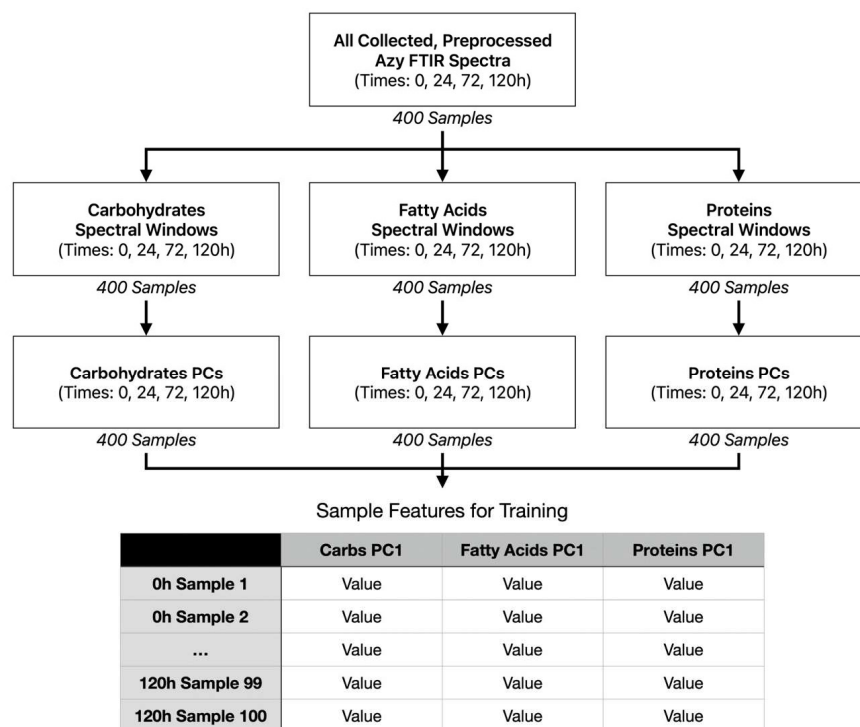 All Collected, Preprocessed
Azy FTIR Spectra
(Times: 0, 24, 72, 120h)
400 Samples
Carbohydrates
Spectral Windows
(Times: 0, 24, 72, 120h)
400 Samples
Fatty Acids
Spectral Windows
(Times: 0, 24, 72, 120h)
400 Samples
Proteins
Spectral Windows
(Times: 0, 24, 72, 120h)
400 Samples
Carbohydrates PCs
(Times: 0, 24, 72, 120h)
400 Samples
Fatty Acids PCs
(Times: 0, 24, 72, 120h)
400 Samples
Proteins PCs
(Times: 0, 24, 72, 120h)
400 Samples
Sample Features for Training
Carbs PC1 Fatty Acids PC1 Proteins PC1
0h Sample 1 Value Value Value
0h Sample 2 Value Value Value
... Value Value Value
120h Sample 99 Value Value Value
120h Sample 100 Value Value Value